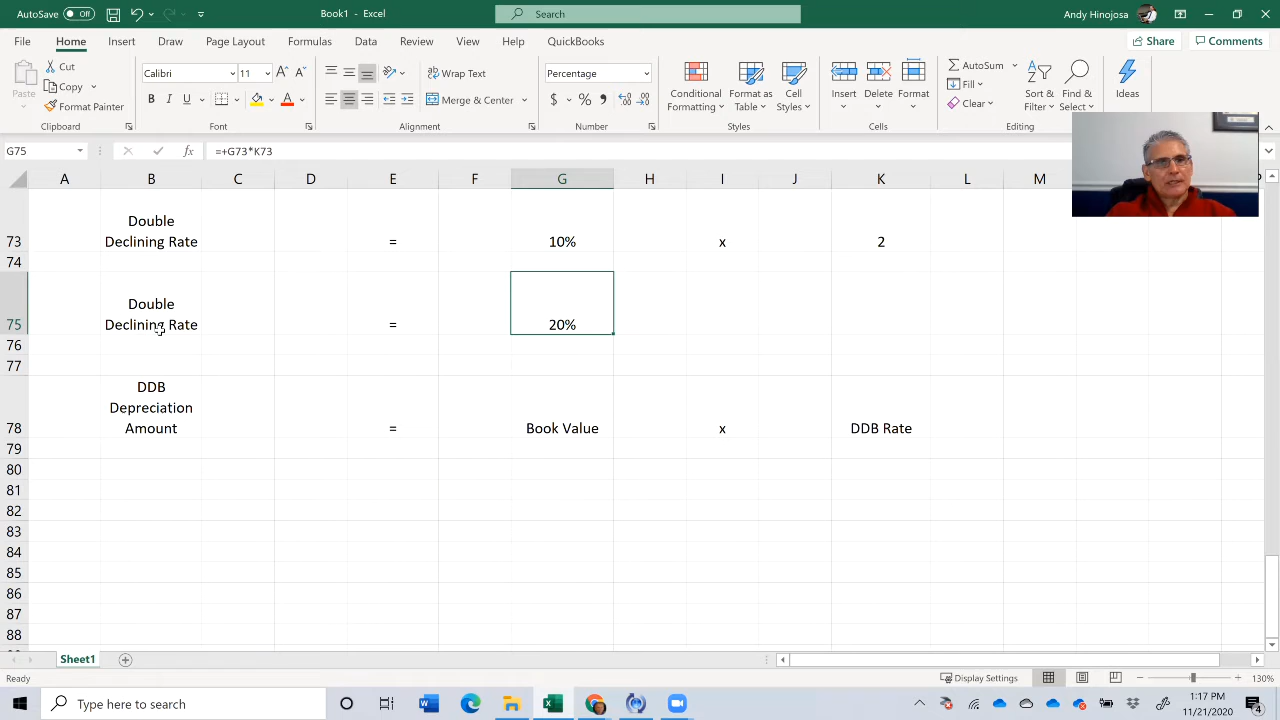 AutoSave Off Book1 - Excel Search Andy Hinojosa
File Home Insert Draw Page Layout Formulas Data Review View Help QuickBooks Share Comments
Paste Cut Copy Format Painter
Calibri 11 B I U
Wrap Text Merge & Center
Percentage $ % ,
Conditional Formatting Format as Table Cell Styles
Insert Delete Format
AutoSum Fill Clear Sort & Filter Find & Select
Ideas
Clipboard Font Alignment Number Styles Cells Editing Ideas
G75 fx =+G73*K73
A B C D E F G H I J K L M
Double
73 Declining Rate = 10% x 2
74
Double
75 Declining Rate = 20%
76
77
DDB
Depreciation
78 Amount = Book Value x DDB Rate
79
80
81
82
83
84
85
86
87
88
Sheet1
Ready Display Settings 130%
Type here to search 1:17 PM
11/21/2020 4